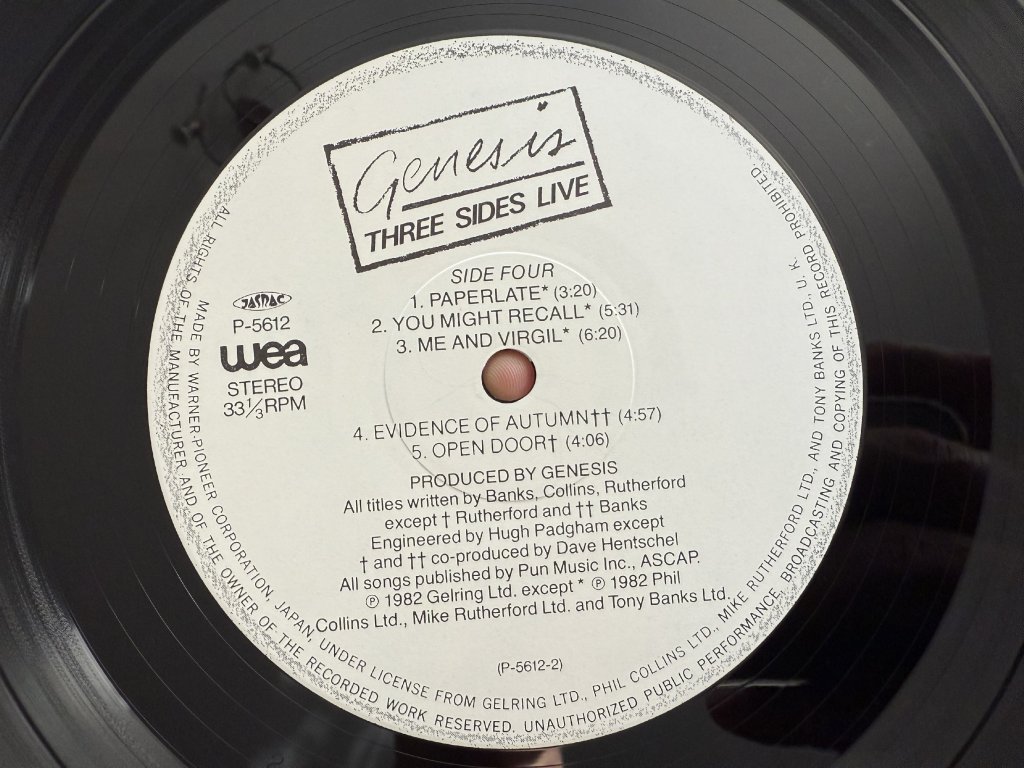 Genesis
THREE SIDES LIVE
SIDE FOUR
1. PAPERLATE* (3:20)
2. YOU MIGHT RECALL* (5:31)
3. ME AND VIRGIL* (6:20)
JASRAC
P-5612
wea
STEREO
33 1/3 RPM
4. EVIDENCE OF AUTUMN†† (4:57)
5. OPEN DOOR† (4:06)
PRODUCED BY GENESIS
All titles written by Banks, Collins, Rutherford
except † Rutherford and †† Banks
Engineered by Hugh Padgham except
† and †† co-produced by Dave Hentschel
All songs published by Pun Music Inc., ASCAP.
℗ 1982 Gelring Ltd. except * ℗ 1982 Phil
Collins Ltd., Mike Rutherford Ltd. and Tony Banks Ltd.
(P-5612-2)
MADE BY WARNER-PIONEER CORPORATION, JAPAN, UNDER LICENSE FROM GELRING LTD., PHIL COLLINS LTD., MIKE RUTHERFORD LTD., AND TONY BANKS LTD., U. K.
ALL RIGHTS OF THE MANUFACTURER AND OF THE OWNER OF THE RECORDED WORK RESERVED. UNAUTHORIZED PUBLIC PERFORMANCE, BROADCASTING AND COPYING OF THIS RECORD PROHIBITED.